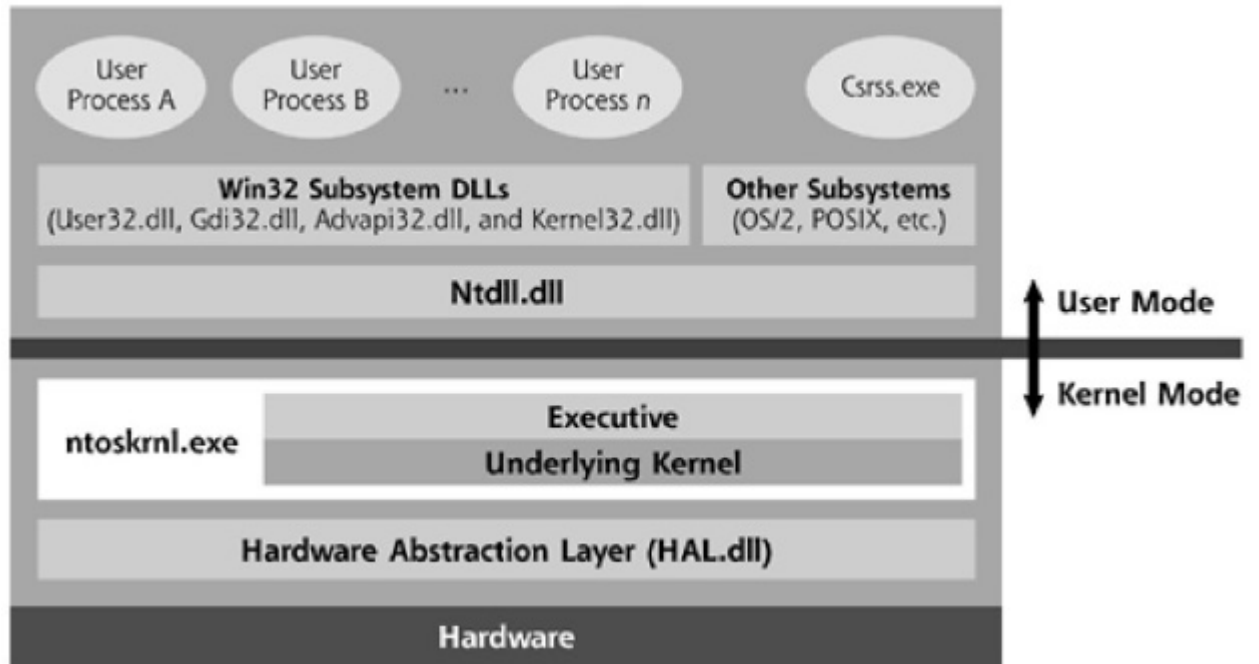 User
Process A
User
Process B
...
User
Process n
Csrss.exe
Win32 Subsystem DLLs
(User32.dll, Gdi32.dll, Advapi32.dll, and Kernel32.dll)
Other Subsystems
(OS/2, POSIX, etc.)
Ntdll.dll
User Mode
Kernel Mode
ntoskrnl.exe
Executive
Underlying Kernel
Hardware Abstraction Layer (HAL.dll)
Hardware